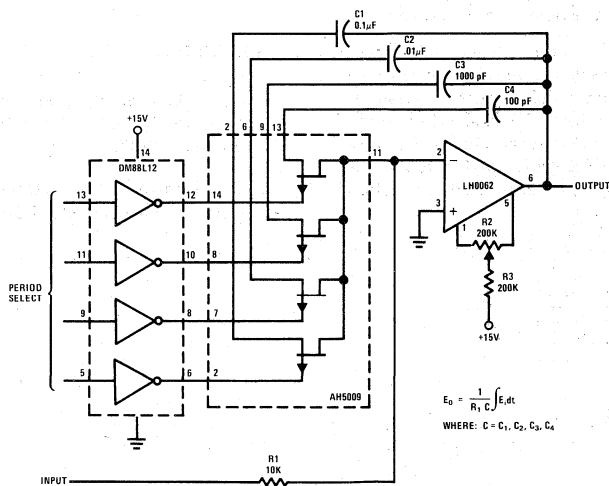 C1
0.1µF
C2
.01µF
C3
1000 pF
C4
100 pF
+15V
14
DM88L12
2 6 9 13
11
13
12
14
11
10
8
9
8
7
5
6
2
PERIOD
SELECT
AH5009
2
−
LH0062
3
+
6
OUTPUT
5
1
R2
200K
R3
200K
+15V
E₀ = 1/(R₁ C) ∫ Eᵢdt
WHERE: C = C₁, C₂, C₃, C₄
R1
10K
INPUT